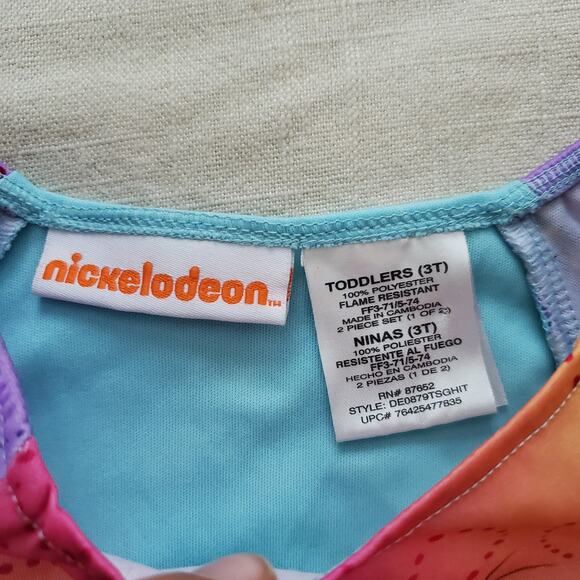 nickelodeon TM
TODDLERS (3T)
100% POLYESTER
FLAME RESISTANT
FF3-71/5-74
MADE IN CAMBODIA
2 PIECE SET (1 OF 2)
NINAS (3T)
100% POLIESTER
RESISTENTE AL FUEGO
FF3-71/5-74
HECHO EN CAMBODIA
2 PIEZAS (1 DE 2)
RN# 87652
STYLE: DE0879TSGHIT
UPC# 76425477835